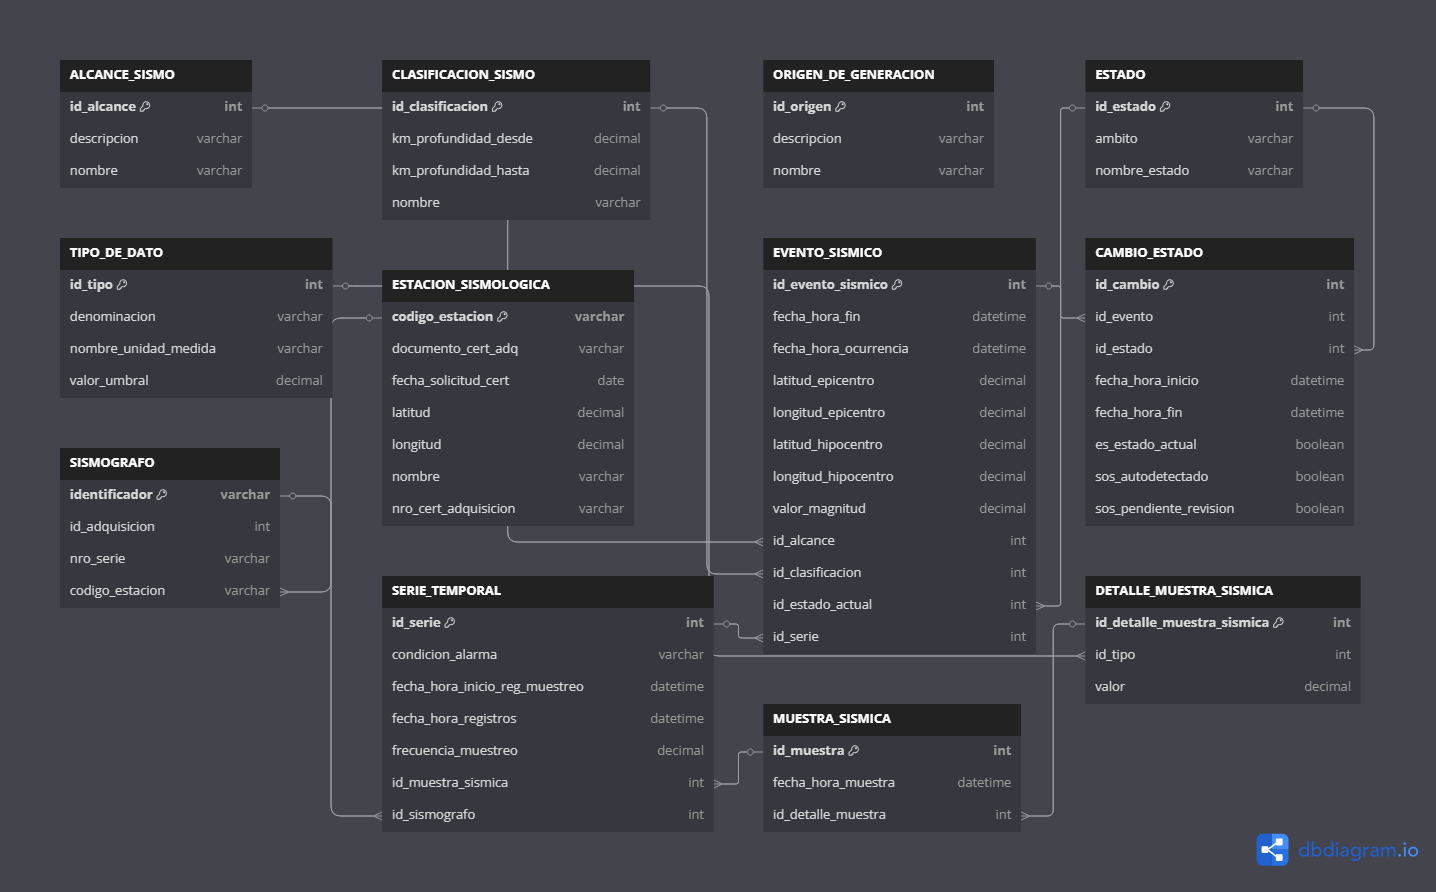 ALCANCE_SISMO
id_alcance int
descripcion varchar
nombre varchar
CLASIFICACION_SISMO
id_clasificacion int
km_profundidad_desde decimal
km_profundidad_hasta decimal
nombre varchar
ORIGEN_DE_GENERACION
id_origen int
descripcion varchar
nombre varchar
ESTADO
id_estado int
ambito varchar
nombre_estado varchar
TIPO_DE_DATO
id_tipo int
denominacion varchar
nombre_unidad_medida varchar
valor_umbral decimal
ESTACION_SISMOLOGICA
codigo_estacion varchar
documento_cert_adq varchar
fecha_solicitud_cert date
latitud decimal
longitud decimal
nombre varchar
nro_cert_adquisicion varchar
EVENTO_SISMICO
id_evento_sismico int
fecha_hora_fin datetime
fecha_hora_ocurrencia datetime
latitud_epicentro decimal
longitud_epicentro decimal
latitud_hipocentro decimal
longitud_hipocentro decimal
valor_magnitud decimal
id_alcance int
id_clasificacion int
id_estado_actual int
id_serie int
CAMBIO_ESTADO
id_cambio int
id_evento int
id_estado int
fecha_hora_inicio datetime
fecha_hora_fin datetime
es_estado_actual boolean
sos_autodetectado boolean
sos_pendiente_revision boolean
SISMOGRAFO
identificador varchar
id_adquisicion int
nro_serie varchar
codigo_estacion varchar
SERIE_TEMPORAL
id_serie int
condicion_alarma varchar
fecha_hora_inicio_reg_muestreo datetime
fecha_hora_registros datetime
frecuencia_muestreo decimal
id_muestra_sismica int
id_sismografo int
DETALLE_MUESTRA_SISMICA
id_detalle_muestra_sismica int
id_tipo int
valor decimal
MUESTRA_SISMICA
id_muestra int
fecha_hora_muestra datetime
id_detalle_muestra int
dbdiagram.io